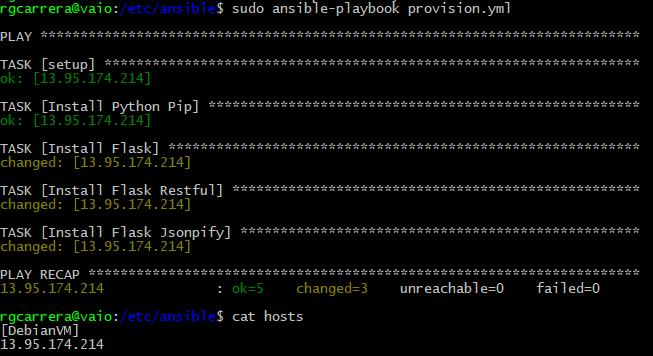 rgcarrera@vaio:/etc/ansible$ sudo ansible-playbook provision.yml
PLAY ***************************************************************************
TASK [setup] *******************************************************************
ok: [13.95.174.214]
TASK [Install Python Pip] ******************************************************
ok: [13.95.174.214]
TASK [Install Flask] ***********************************************************
changed: [13.95.174.214]
TASK [Install Flask Restful] ***************************************************
changed: [13.95.174.214]
TASK [Install Flask Jsonpify] **************************************************
changed: [13.95.174.214]
PLAY RECAP *********************************************************************
13.95.174.214              : ok=5    changed=3    unreachable=0    failed=0
rgcarrera@vaio:/etc/ansible$ cat hosts
[DebianVM]
13.95.174.214